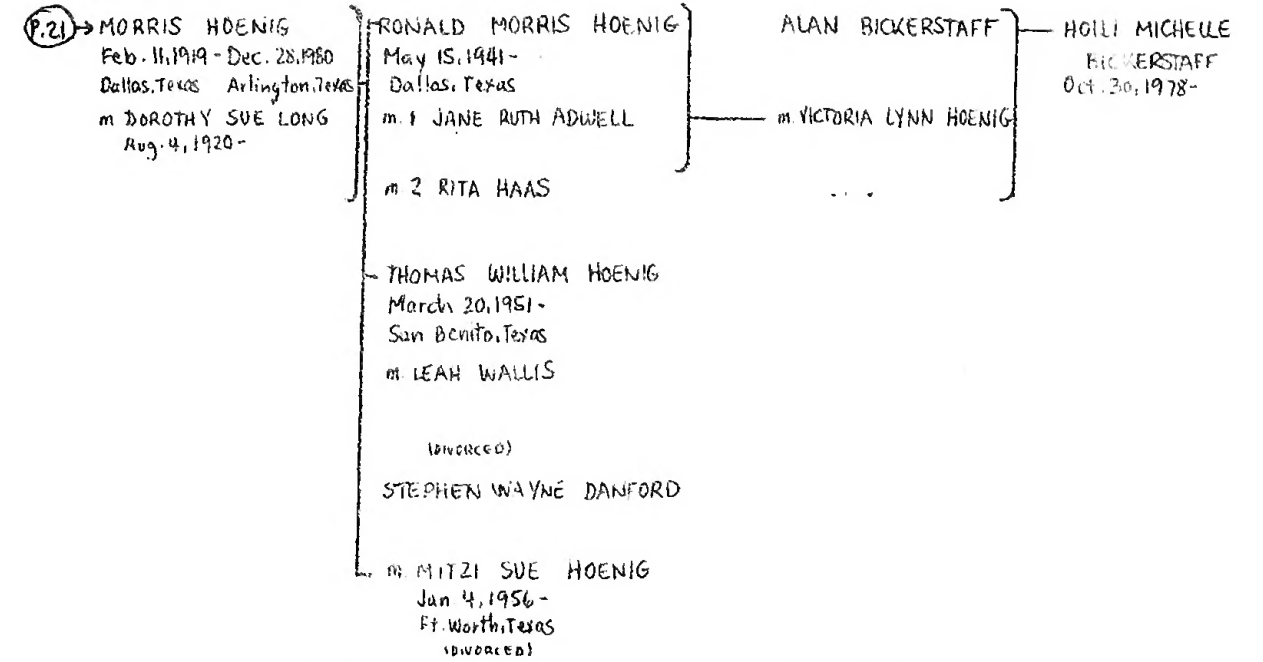 P.21 → MORRIS HOENIG
Feb. 11, 1919 - Dec. 28, 1980
Dallas, Texas Arlington, Texas
m DOROTHY SUE LONG
Aug. 4, 1920 -
RONALD MORRIS HOENIG
May 15, 1941 -
Dallas, Texas
m. 1 JANE RUTH ADWELL
m 2 RITA HAAS
THOMAS WILLIAM HOENIG
March 20, 1951 -
San Benito, Texas
m. LEAH WALLIS
(DIVORCED)
STEPHEN WAYNE DANFORD
m. MITZI SUE HOENIG
Jan 4, 1956 -
Ft. Worth, Texas
(DIVORCED)
ALAN BICKERSTAFF
m. VICTORIA LYNN HOENIG
HOLLI MICHELLE
BICKERSTAFF
Oct. 30, 1978 -